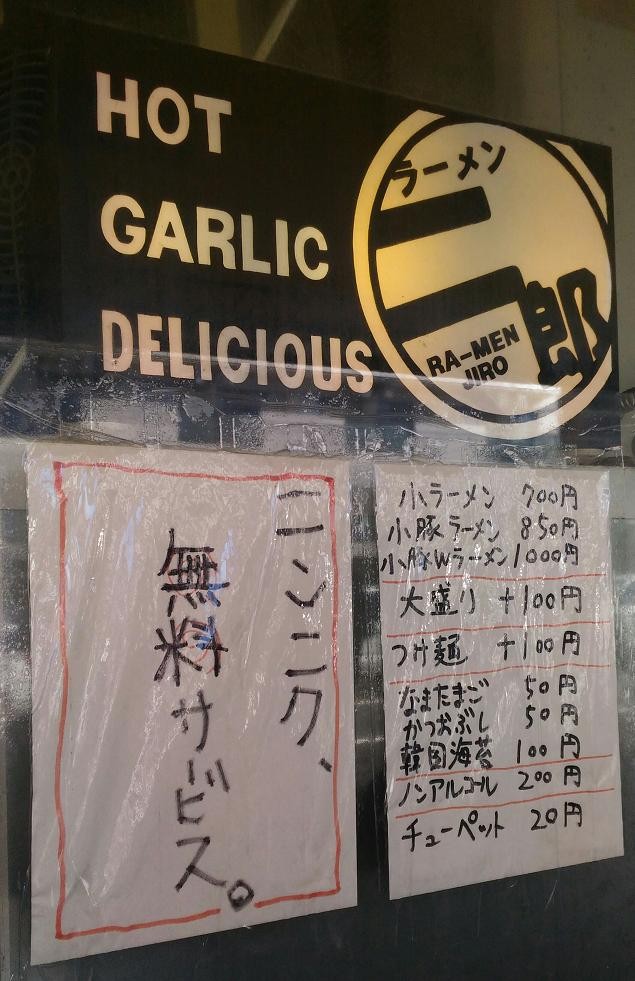 HOT
GARLIC
DELICIOUS
ラーメン
二郎
RA-MEN
JIRO
ニンニク、
無料サービス。
小ラーメン 700円
小豚ラーメン 850円
小豚Wラーメン 1000円
大盛り +100円
つけ麺 +100円
なまたまご 50円
かつおぶし 50円
韓国海苔 100円
ノンアルコール 200円
チューペット 20円